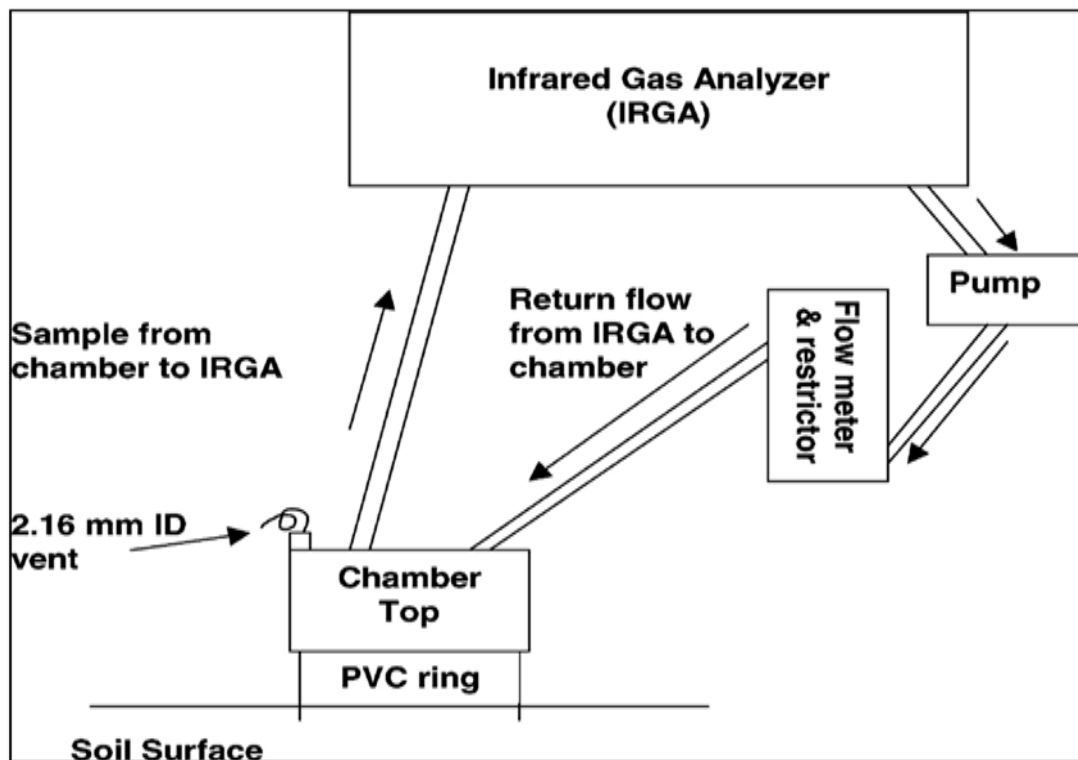 Infrared Gas Analyzer
(IRGA)
Pump
Return flow
from IRGA to
chamber
Flow meter
& restrictor
Sample from
chamber to IRGA
2.16 mm ID
vent
Chamber
Top
PVC ring
Soil Surface